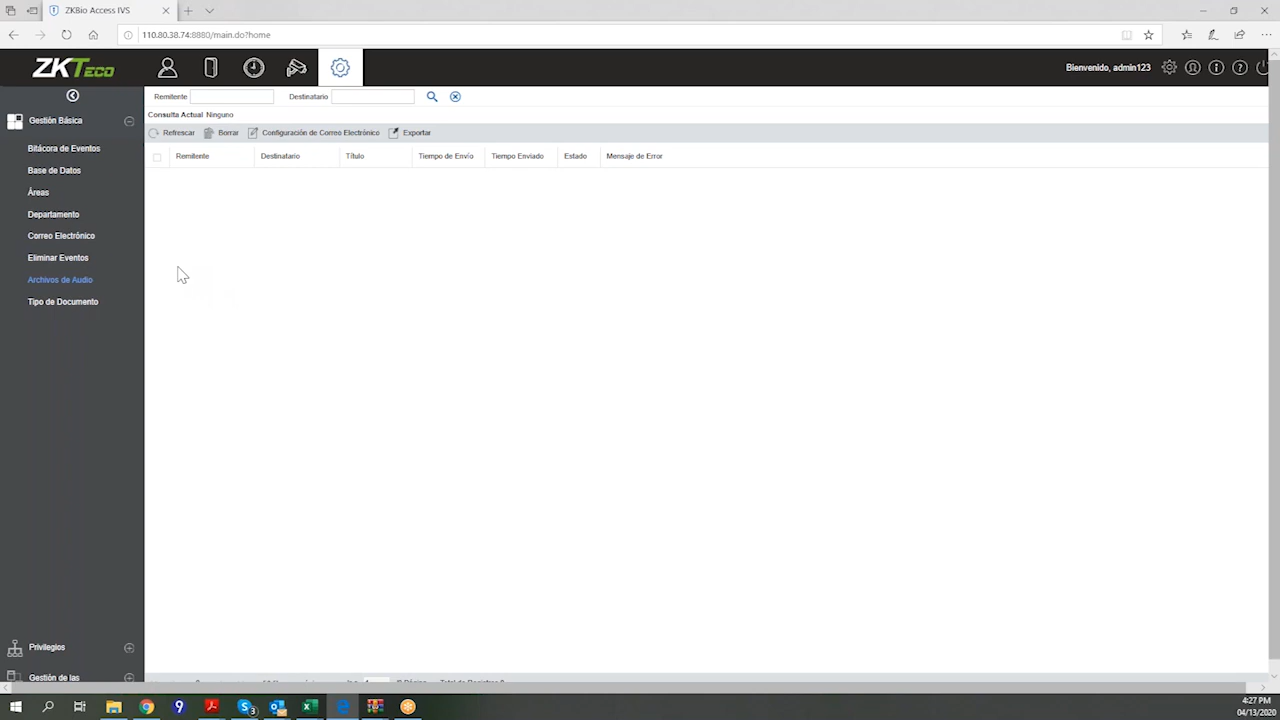 ZKBio Access IVS
110.80.38.74:8880/main.do?home
ZKTeco
Bienvenido, admin123
Remitente
Destinatario
Gestión Básica
Consulta Actual Ninguno
Refrescar Borrar Configuración de Correo Electrónico Exportar
Remitente Destinatario Título Tiempo de Envío Tiempo Enviado Estado Mensaje de Error
Bitácora de Eventos
Base de Datos
Áreas
Departamento
Correo Electrónico
Eliminar Eventos
Archivos de Audio
Tipo de Documento
Privilegios
Gestión de las
4:27 PM
04/13/2020